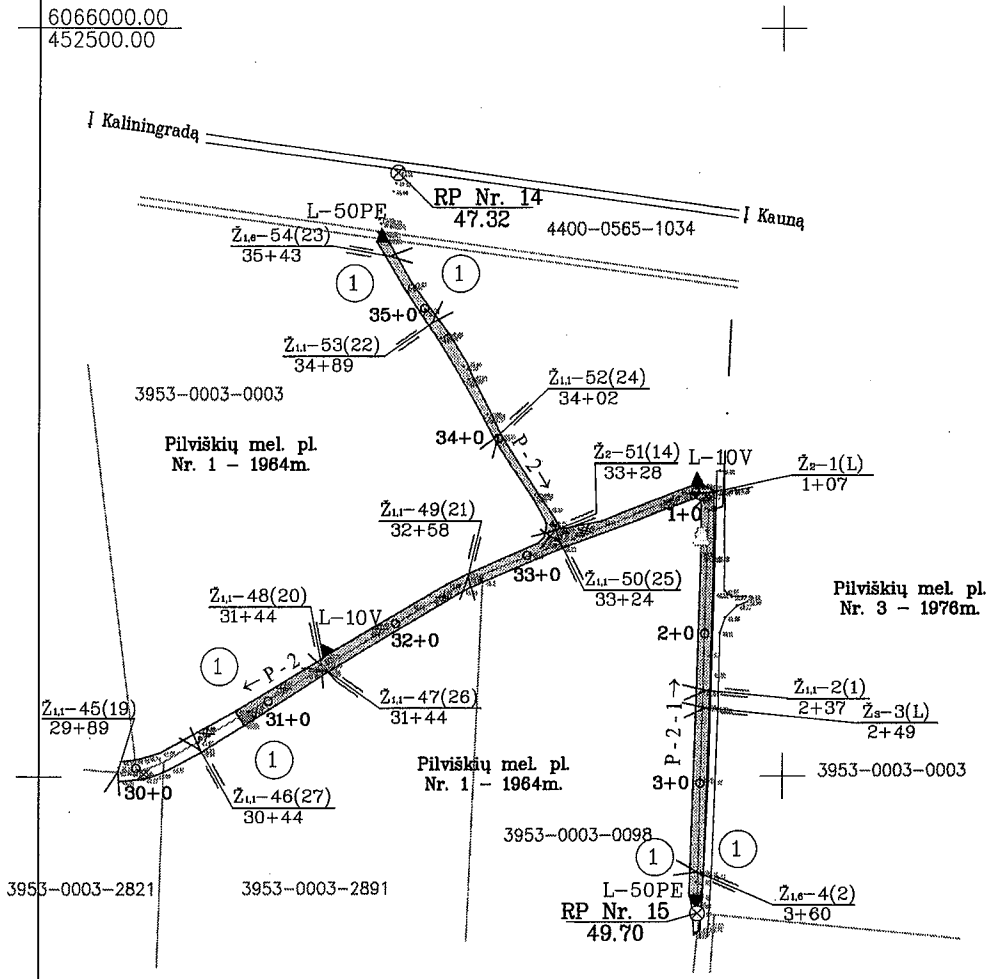 6066000.00
452500.00
Į Kaliningradą
RP Nr. 14
47.32
Į Kauną
L-50PE
4400-0565-1034
Ž1,6-54(23)
35+43
1
1
35+0
Ž1,1-53(22)
34+89
Ž1,1-52(24)
34+02
3953-0003-0003
34+0
Pilviškių mel. pl.
Nr. 1 - 1964m.
P-2→
Ž2-51(14)
33+28
L-10V
Ž2-1(L)
1+07
1+0
Ž1,1-49(21)
32+58
33+0
Ž1,1-50(25)
33+24
Pilviškių mel. pl.
Nr. 3 - 1976m.
Ž1,1-48(20)
31+44
L-10V
32+0
2+0
1
←P-2
Ž1,1-47(26)
31+44
P-2-1→
Ž1,1-2(1)
2+37
Ž3-3(L)
2+49
Ž1,1-45(19)
29+89
31+0
1
30+0
Ž1,1-46(27)
30+44
Pilviškių mel. pl.
Nr. 1 - 1964m.
3+0
3953-0003-0003
3953-0003-0098
1
1
3953-0003-2821
3953-0003-2891
L-50PE
Ž1,6-4(2)
3+60
RP Nr. 15
49.70